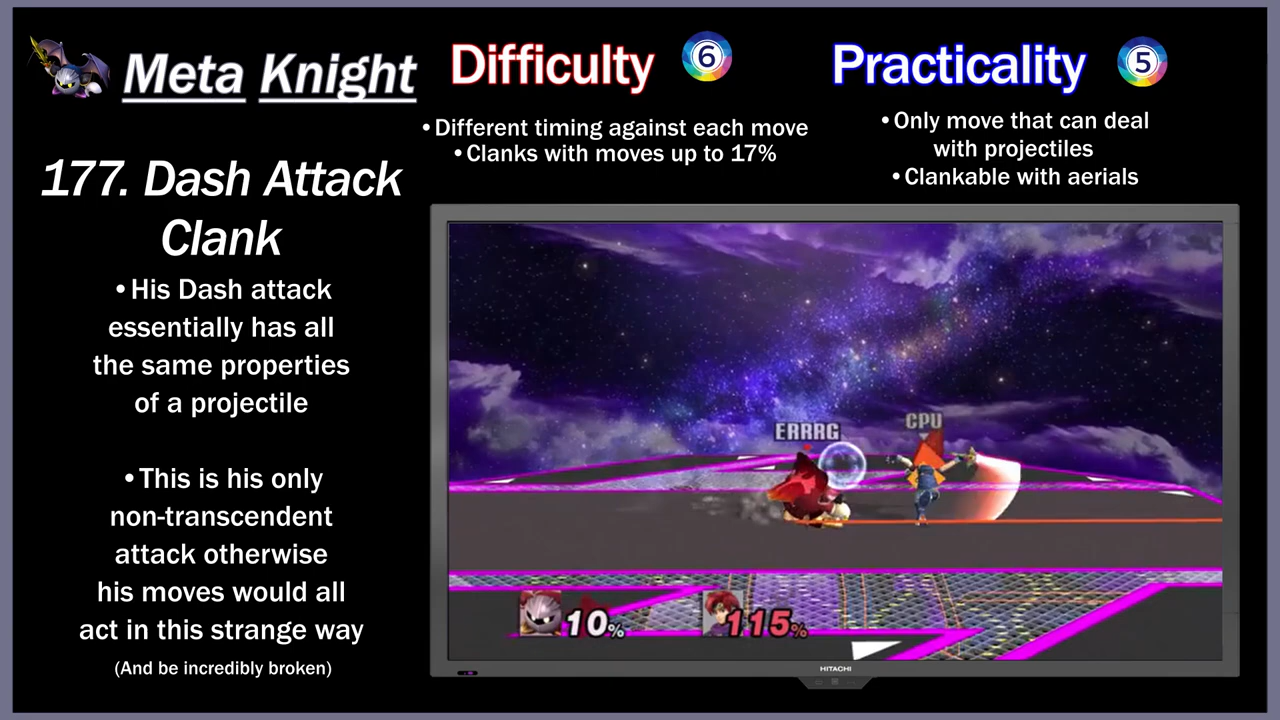 Meta Knight
Difficulty 6
Practicality 5
•Different timing against each move
•Clanks with moves up to 17%
•Only move that can deal
with projectiles
•Clankable with aerials
177. Dash Attack
Clank
•His Dash attack
essentially has all
the same properties
of a projectile
•This is his only
non-transcendent
attack otherwise
his moves would all
act in this strange way
(And be incredibly broken)
ERRRG
CPU
10%
115%
HITACHI